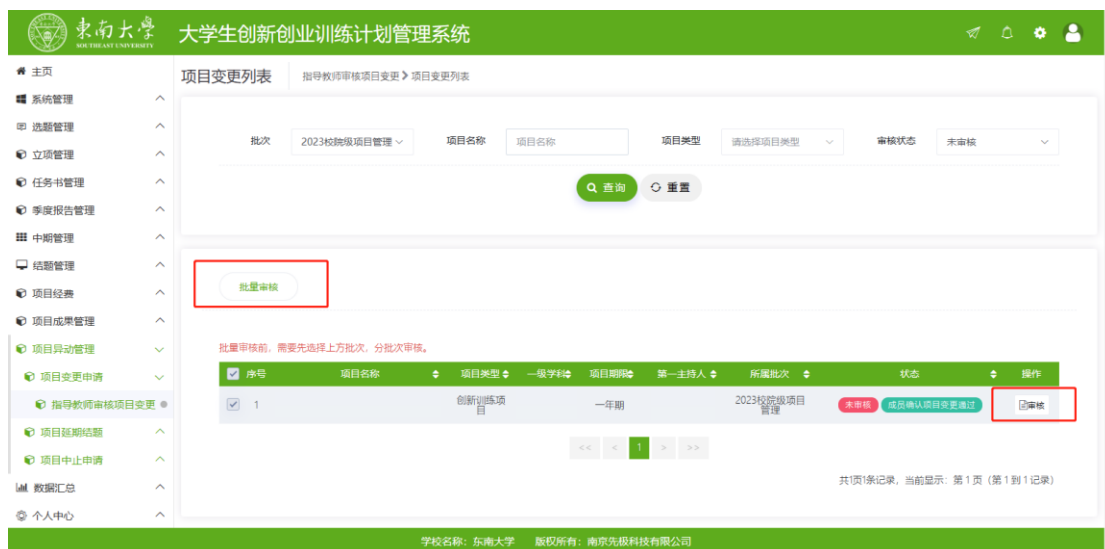 東南大學 大学生创新创业训练计划管理系统
SOUTHEAST UNIVERSITY
主页
系统管理
选题管理
立项管理
任务书管理
季度报告管理
中期管理
结题管理
项目经费
项目成果管理
项目异动管理
项目变更申请
指导教师审核项目变更
项目延期结题
项目中止申请
数据汇总
个人中心
项目变更列表 指导教师审核项目变更 > 项目变更列表
批次 2023校院级项目管理 项目名称 项目名称 项目类型 请选择项目类型 审核状态 未审核
查询 重置
批量审核
批量审核前，需要先选择上方批次，分批次审核。
序号 项目名称 项目类型 一级学科 项目期限 第一主持人 所属批次 状态 操作
1 创新训练项目 一年期 2023校院级项目管理 未审核 成员确认项目变更通过 审核
<< < 1 > >>
共1页1条记录，当前显示：第 1 页（第 1 到 1 记录）
学校名称：东南大学 版权所有：南京先极科技有限公司